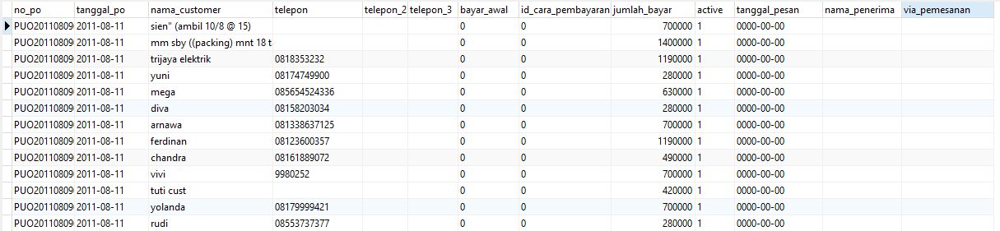 no_po tanggal_po nama_customer telepon telepon_2 telepon_3 bayar_awal id_cara_pembayaran jumlah_bayar active tanggal_pesan nama_penerima via_pemesanan
PUO20110809 2011-08-11 sien" (ambil 10/8 @ 15) 0 0 700000 1 0000-00-00
PUO20110809 2011-08-11 mm sby ((packing) mnt 18 t 0 0 1400000 1 0000-00-00
PUO20110809 2011-08-11 trijaya elektrik 0818353232 0 0 1190000 1 0000-00-00
PUO20110809 2011-08-11 yuni 08174749900 0 0 280000 1 0000-00-00
PUO20110809 2011-08-11 mega 085654524336 0 0 630000 1 0000-00-00
PUO20110809 2011-08-11 diva 08158203034 0 0 280000 1 0000-00-00
PUO20110809 2011-08-11 arnawa 081338637125 0 0 700000 1 0000-00-00
PUO20110809 2011-08-11 ferdinan 08123600357 0 0 1190000 1 0000-00-00
PUO20110809 2011-08-11 chandra 08161889072 0 0 490000 1 0000-00-00
PUO20110809 2011-08-11 vivi 9980252 0 0 700000 1 0000-00-00
PUO20110809 2011-08-11 tuti cust 0 0 420000 1 0000-00-00
PUO20110809 2011-08-11 yolanda 08179999421 0 0 700000 1 0000-00-00
PUO20110809 2011-08-11 rudi 08553737377 0 0 280000 1 0000-00-00